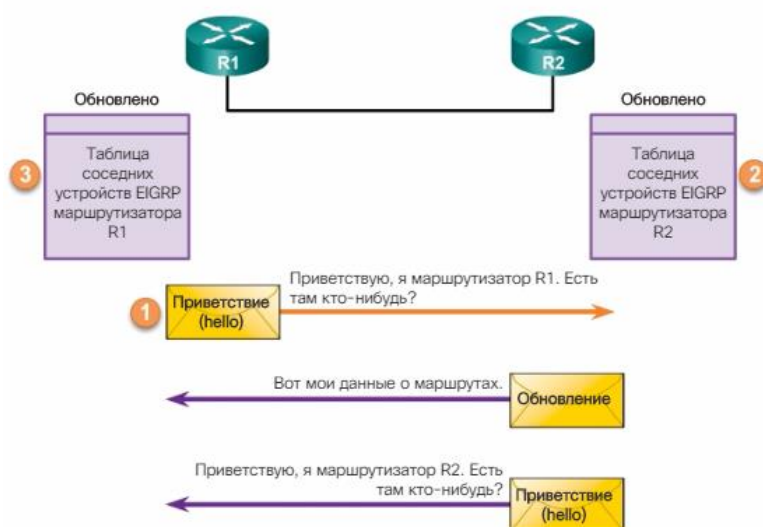 R1
R2
Обновлено
Обновлено
Таблица
соседних
устройств EIGRP
маршрутизатора
R1
3
Таблица
соседних
устройств EIGRP
маршрутизатора
R2
2
1
Приветствие
(hello)
Приветствую, я маршрутизатор R1. Есть
там кто-нибудь?
Вот мои данные о маршрутах.
Обновление
Приветствую, я маршрутизатор R2. Есть
там кто-нибудь?
Приветствие
(hello)